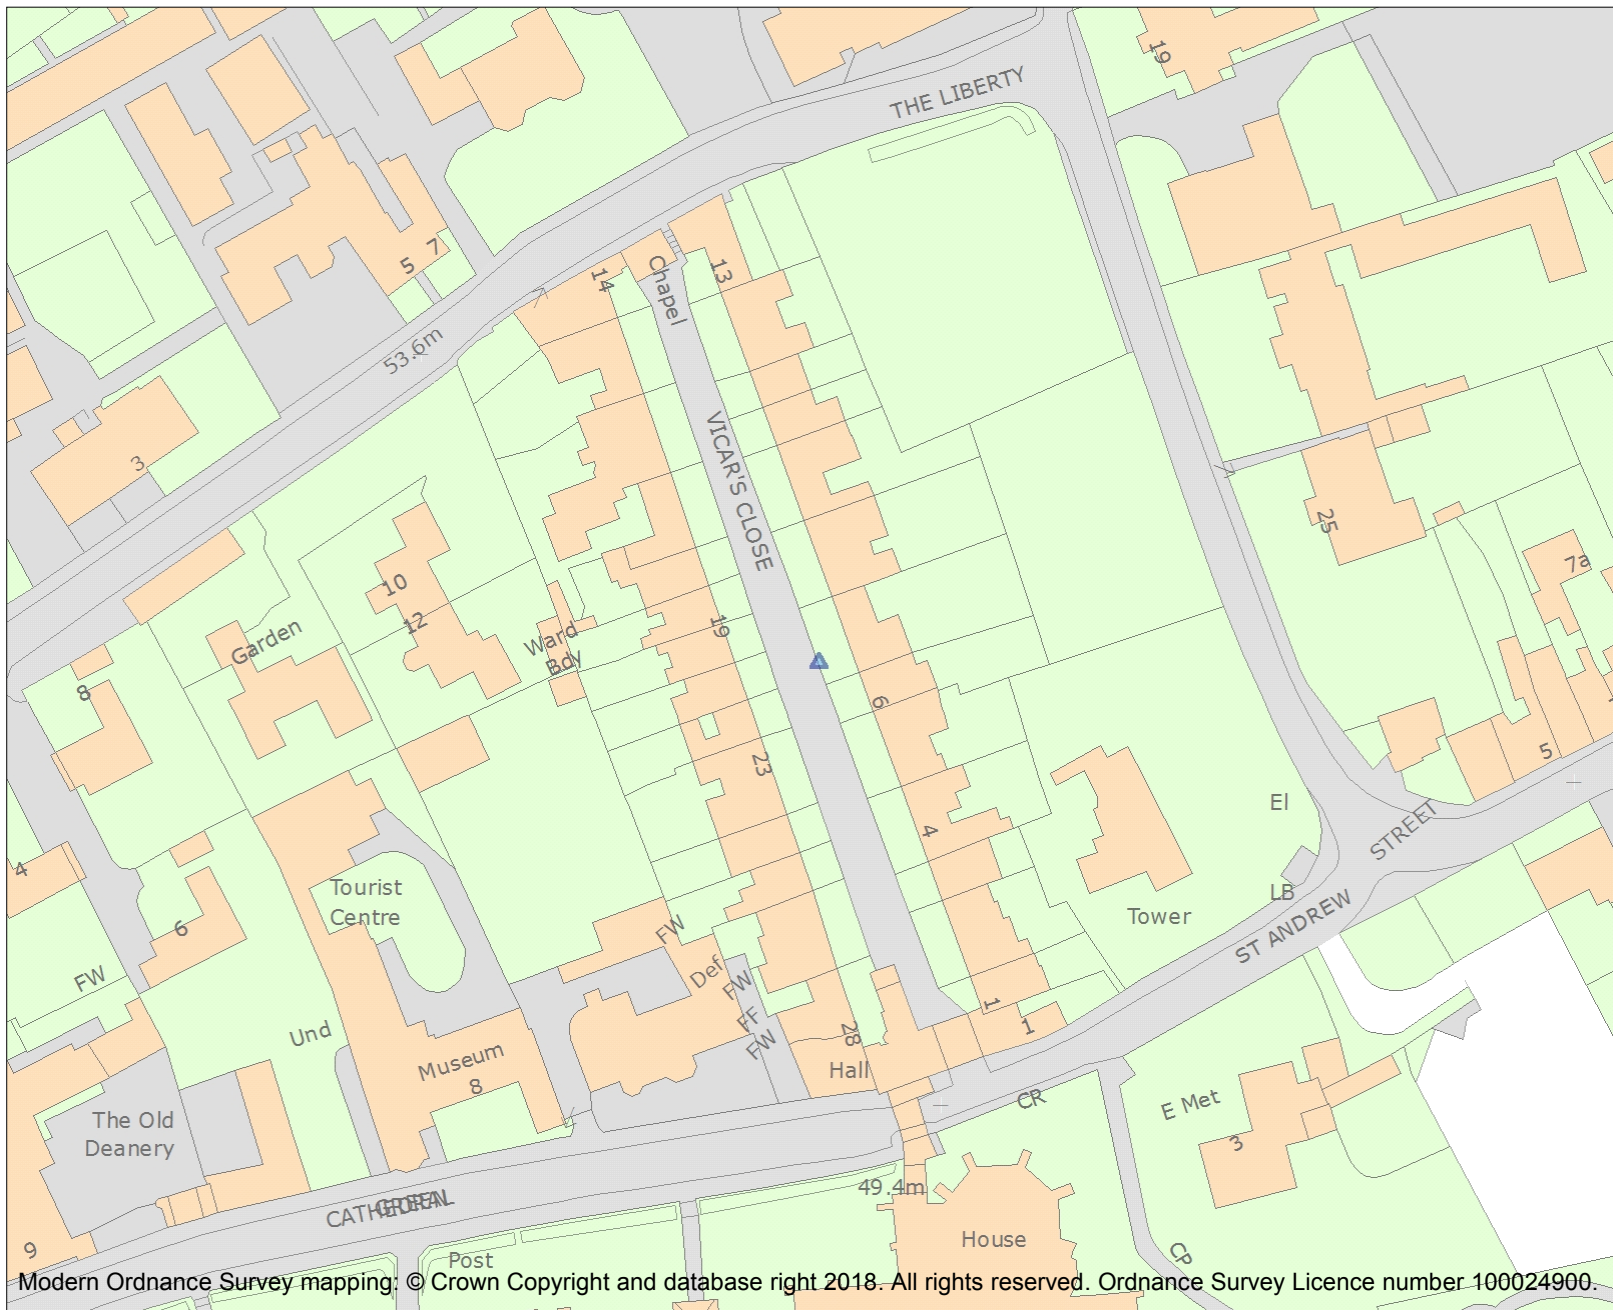 19
THE LIBERTY
5 7
14
Chapel
13
53.6m
3
VICAR'S CLOSE
25
7a
10
12
Garden
Ward
Bdy
19
8
6
23
5
El
STREET
4
4
Tourist
Centre
LB
Tower
ST ANDREW
6
FW
FW
Def
FW
FF
FW
Und
1
1
28
Museum
8
Hall
CR
E Met
The Old
Deanery
3
49.4m
CATHEDRAL
GREEN
House
9
Post
CP
Modern Ordnance Survey mapping: © Crown Copyright and database right 2018. All rights reserved. Ordnance Survey Licence number 100024900.